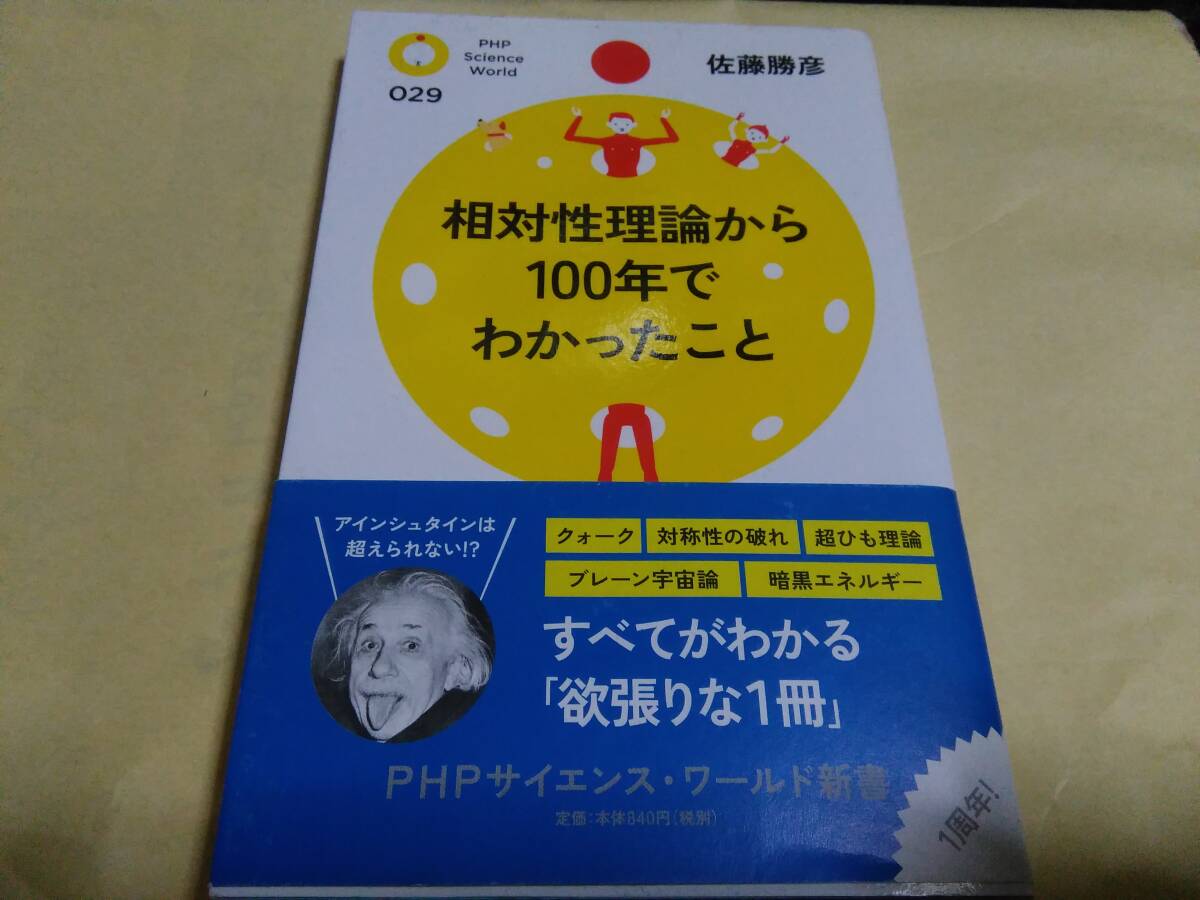 PHP
Science
World
029
佐藤勝彦
相対性理論から
100年で
わかったこと
アインシュタインは
超えられない!?
クォーク
対称性の破れ
超ひも理論
ブレーン宇宙論
暗黒エネルギー
すべてがわかる
「欲張りな1冊」
PHPサイエンス・ワールド新書
定価:本体840円(税別)
1周年!